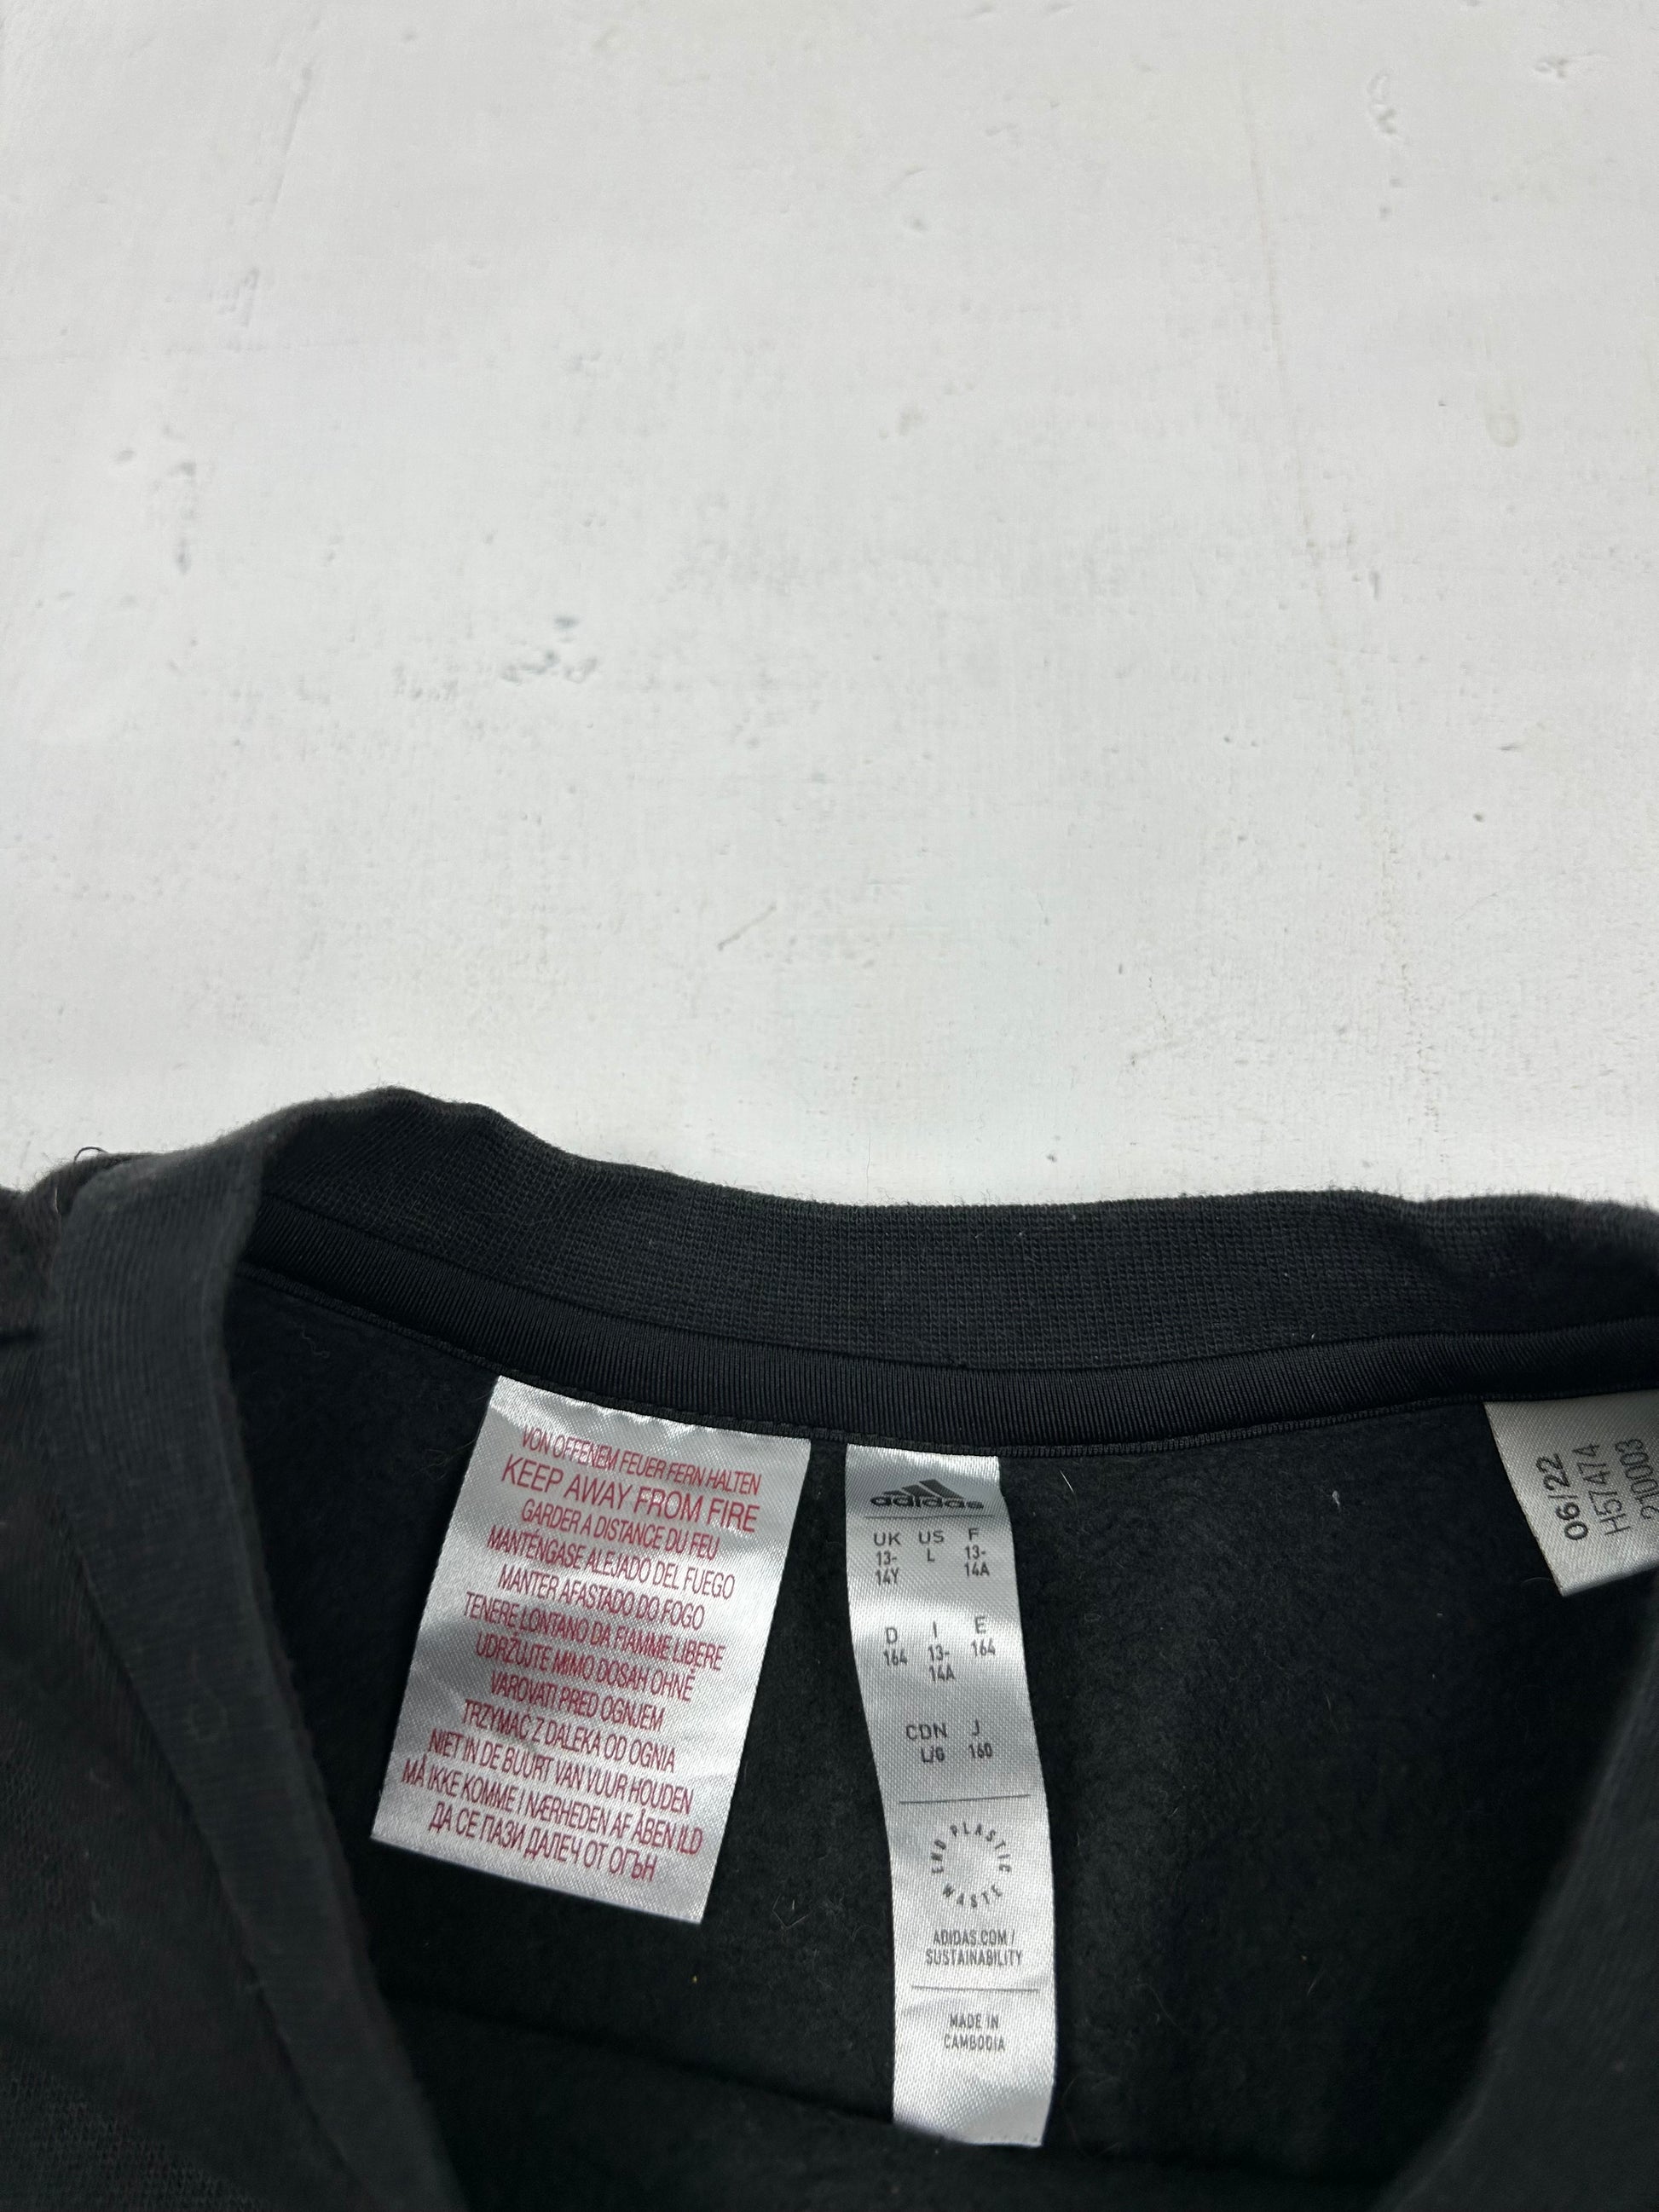 VON OFFENEM FEUER FERN HALTEN
KEEP AWAY FROM FIRE
GARDER A DISTANCE DU FEU
MANTÉNGASE ALEJADO DEL FUEGO
MANTER AFASTADO DO FOGO
TENERE LONTANO DA FIAMME LIBERE
UDRŽUJTE MIMO DOSAH OHNĚ
VAROVATI PRED OGNJEM
TRZYMAĆ Z DALEKA OD OGNIA
NIET IN DE BUURT VAN VUUR HOUDEN
MÅ IKKE KOMME I NÆRHEDEN AF ÅBEN ILD
ДА СЕ ПАЗИ ДАЛЕЧ ОТ ОГЪН
adidas
UK US F
13-14Y L 13-14A
D I E
164 13-14A 164
CDN J
L/G 160
END PLASTIC WASTE
ADIDAS.COM/
SUSTAINABILITY
MADE IN
CAMBODIA
06/22
H57474
210003